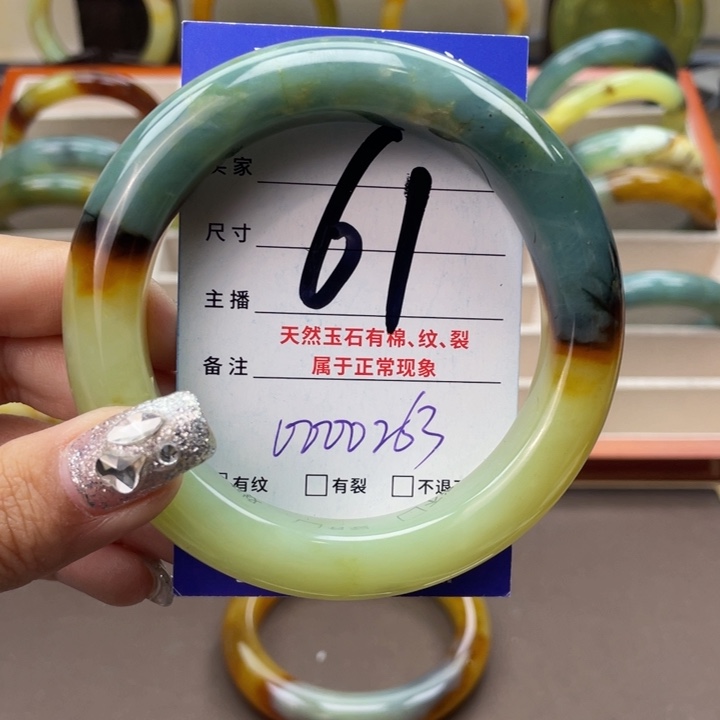 家
尺寸
61
主播
天然玉石有棉、纹、裂
备注
属于正常现象
0000263
有纹 □有裂 □不退